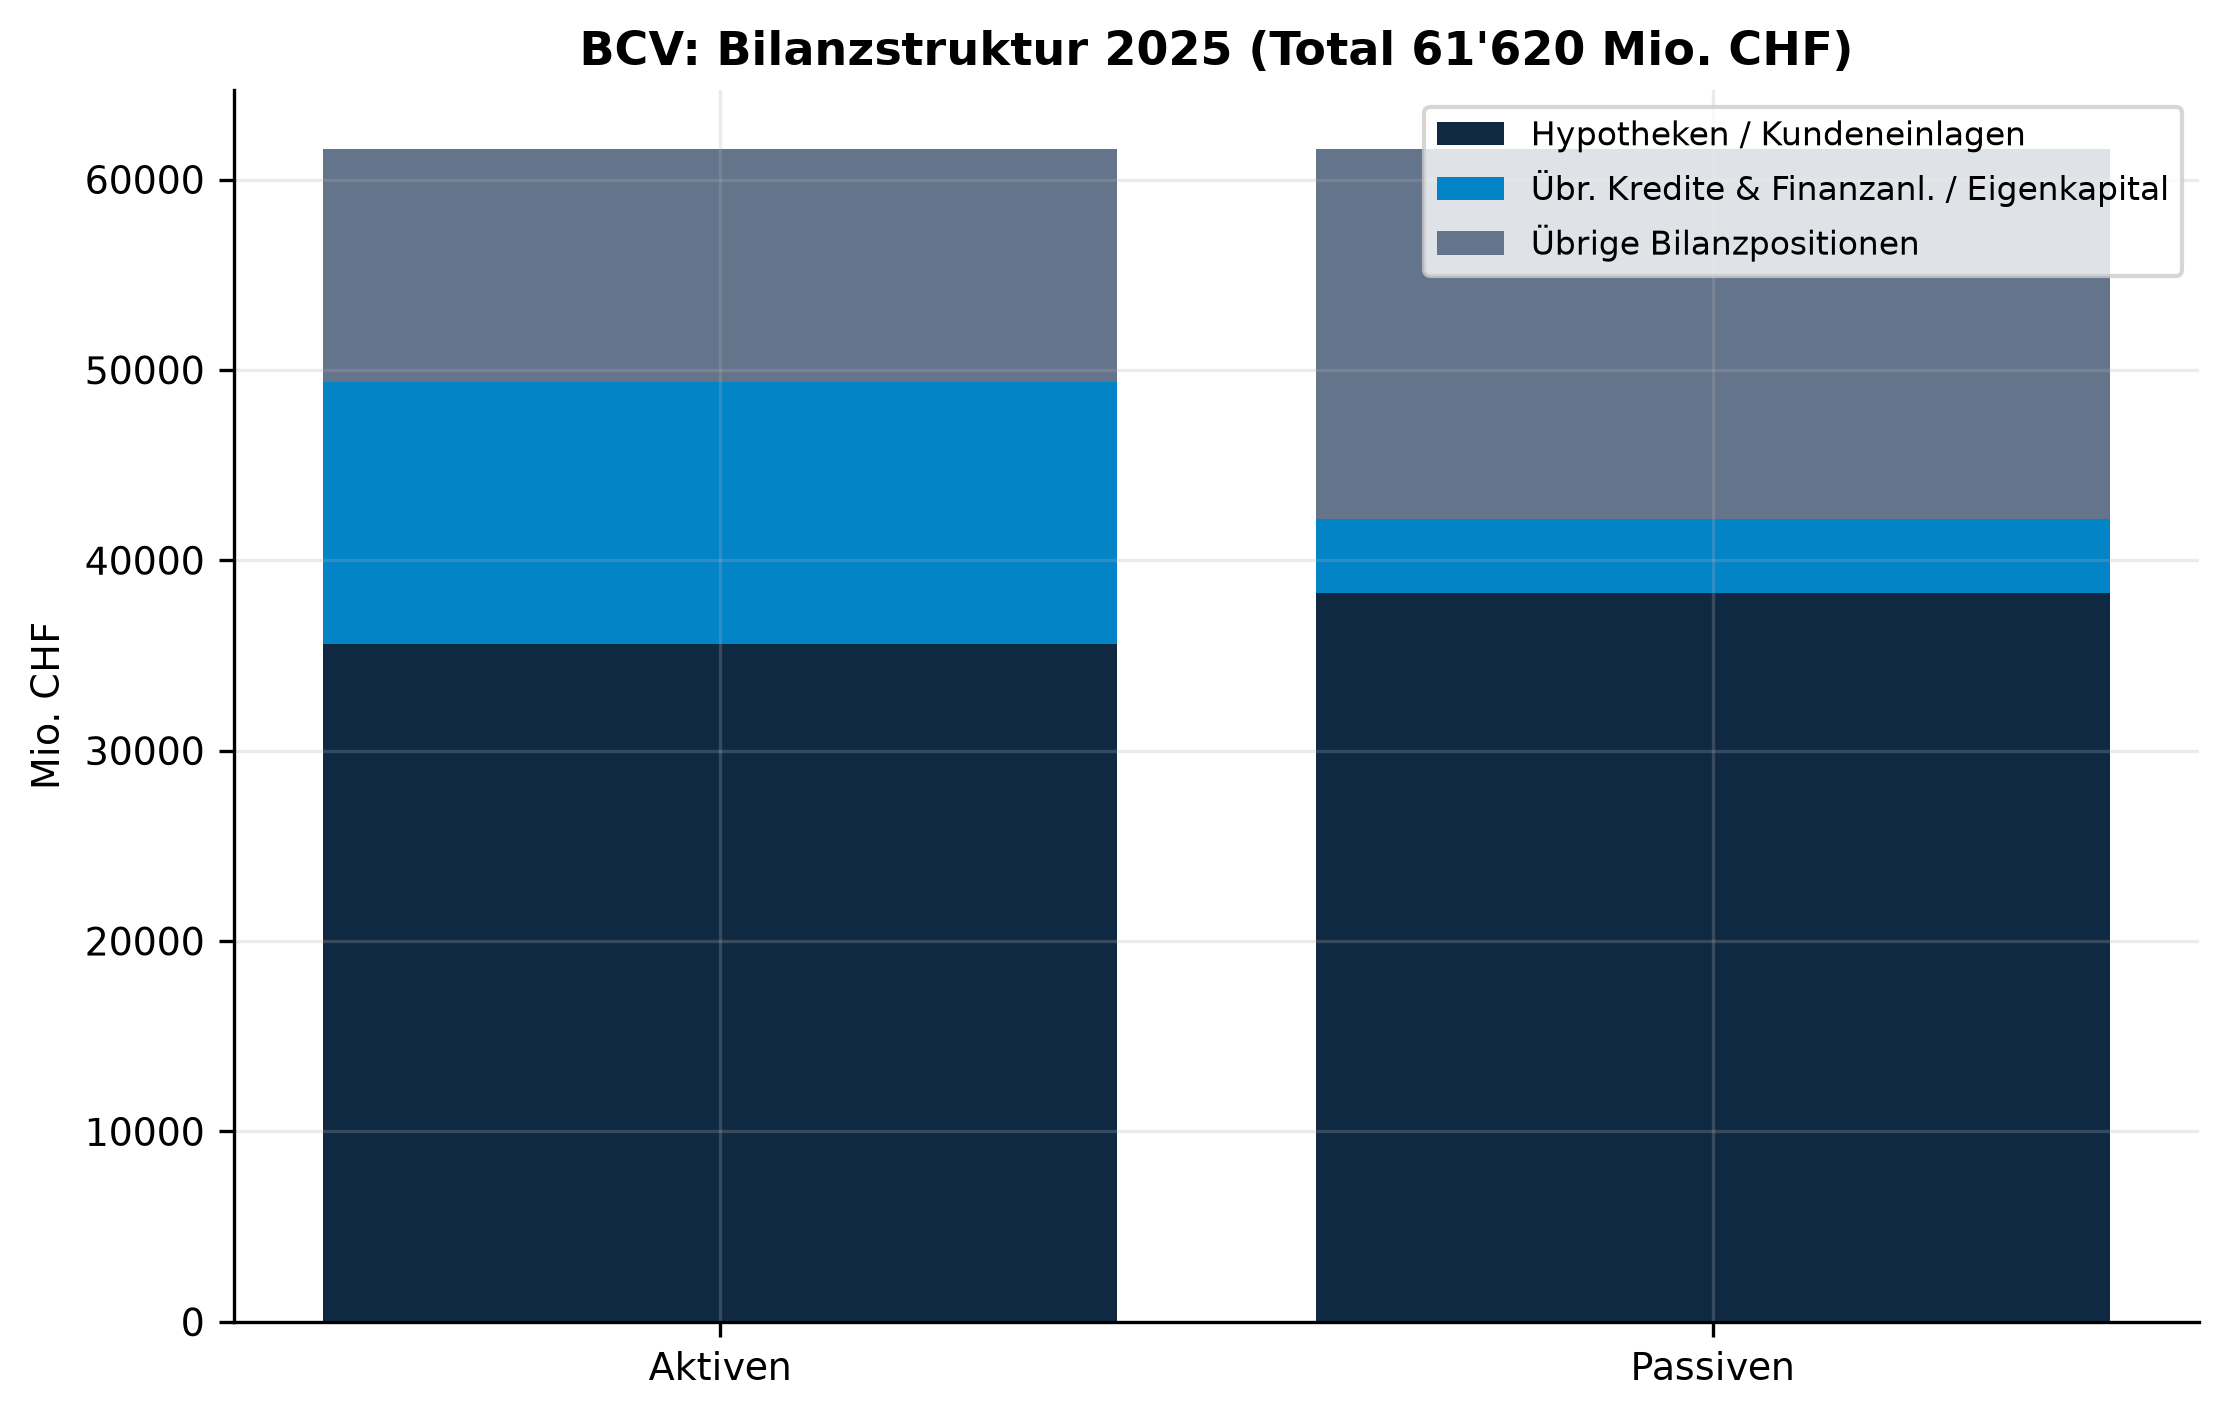 BCV: Bilanzstruktur 2025 (Total 61'620 Mio. CHF)
Hypotheken / Kundeneinlagen
Übr. Kredite & Finanzanl. / Eigenkapital
Übrige Bilanzpositionen
Mio. CHF
60000
50000
40000
30000
20000
10000
0
Aktiven
Passiven